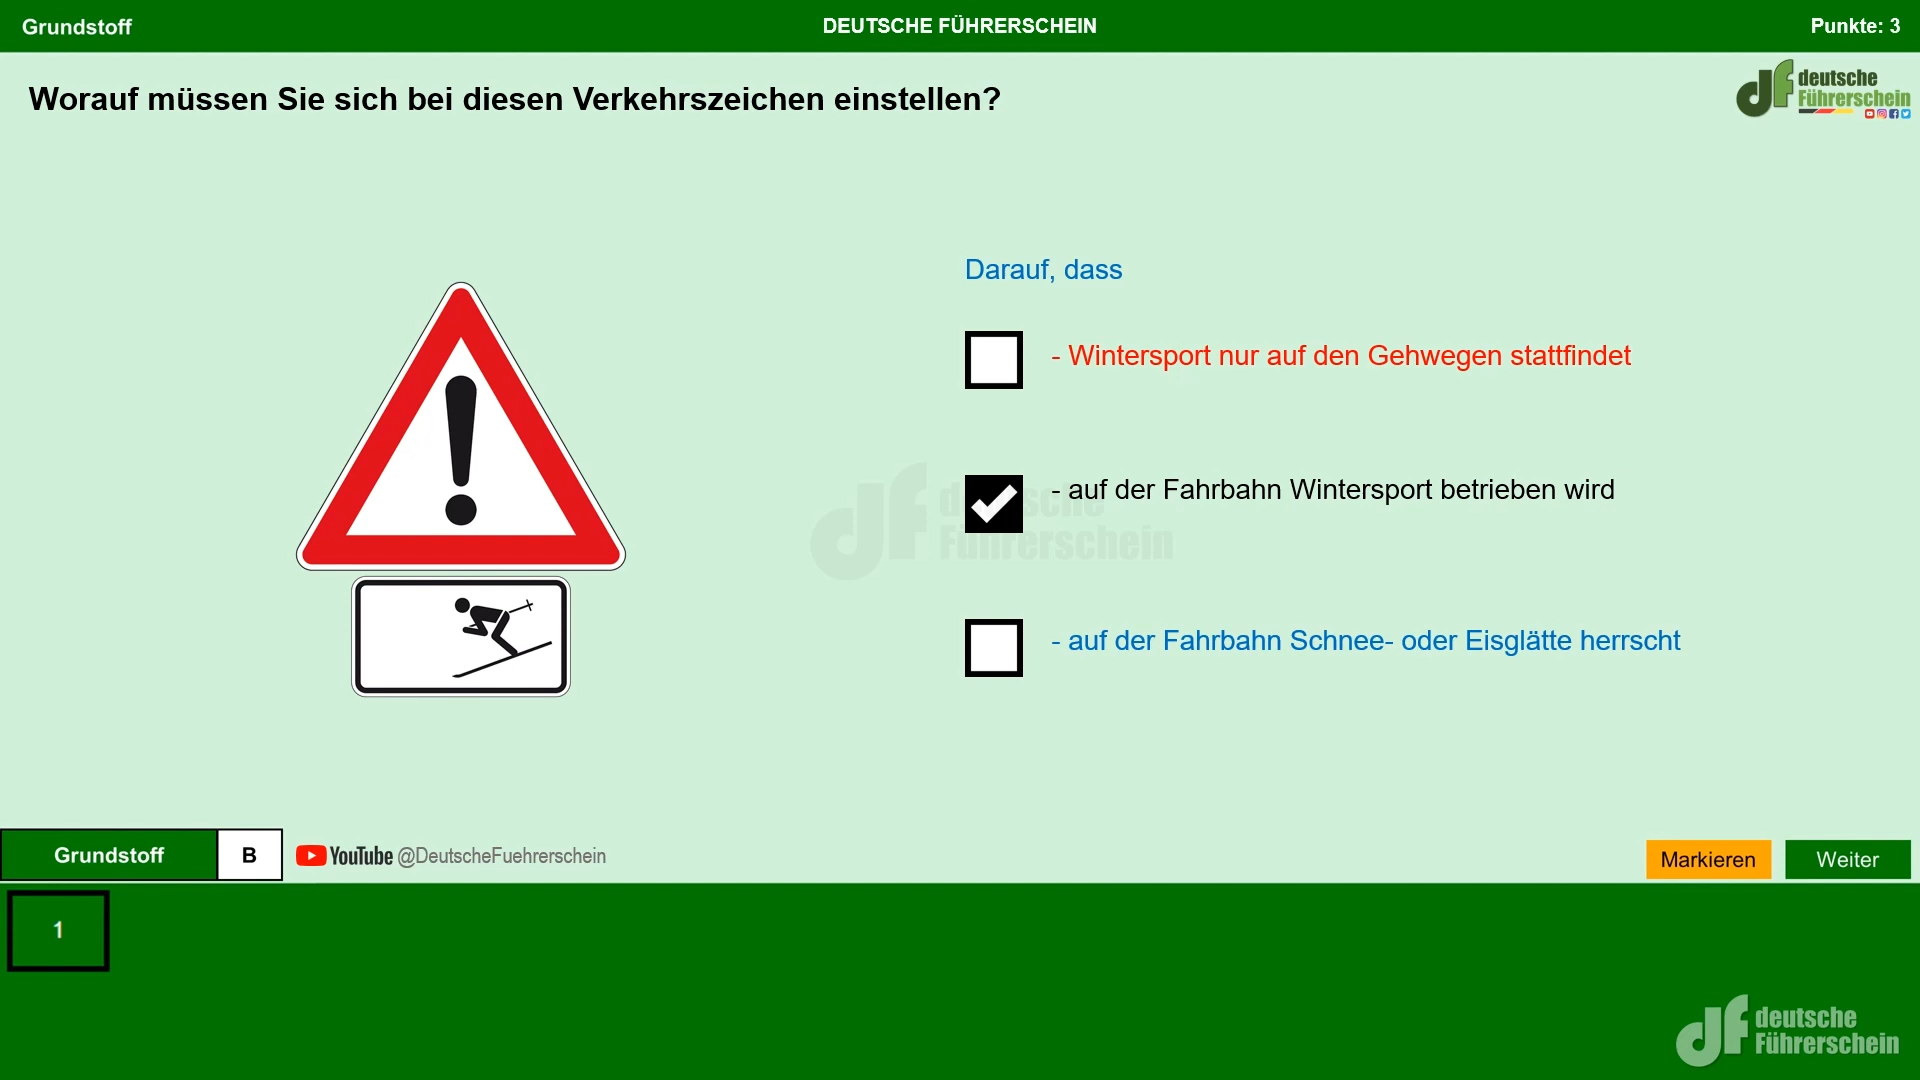 Grundstoff
DEUTSCHE FÜHRERSCHEIN
Punkte: 3
Worauf müssen Sie sich bei diesen Verkehrszeichen einstellen?
deutsche
Führerschein
Darauf, dass
- Wintersport nur auf den Gehwegen stattfindet
- auf der Fahrbahn Wintersport betrieben wird
deutsche
Führerschein
- auf der Fahrbahn Schnee- oder Eisglätte herrscht
Grundstoff
B
YouTube @DeutscheFuehrerschein
Markieren
Weiter
1
deutsche
Führerschein